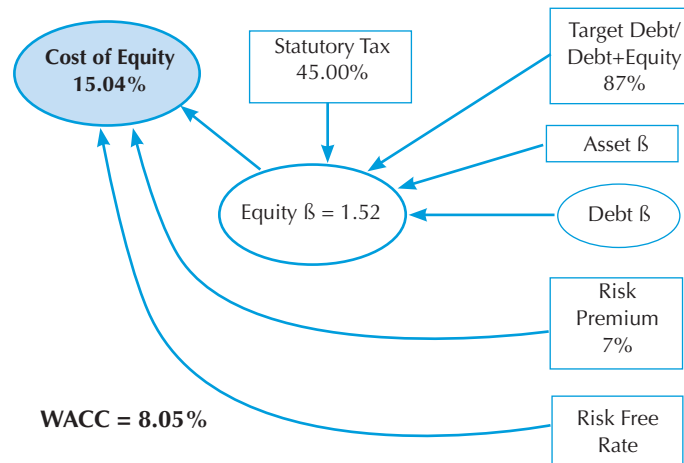 Cost of Equity
15.04%
Statutory Tax
45.00%
Target Debt/
Debt+Equity
87%
Asset ß
Equity ß = 1.52
Debt ß
Risk
Premium
7%
WACC = 8.05%
Risk Free
Rate